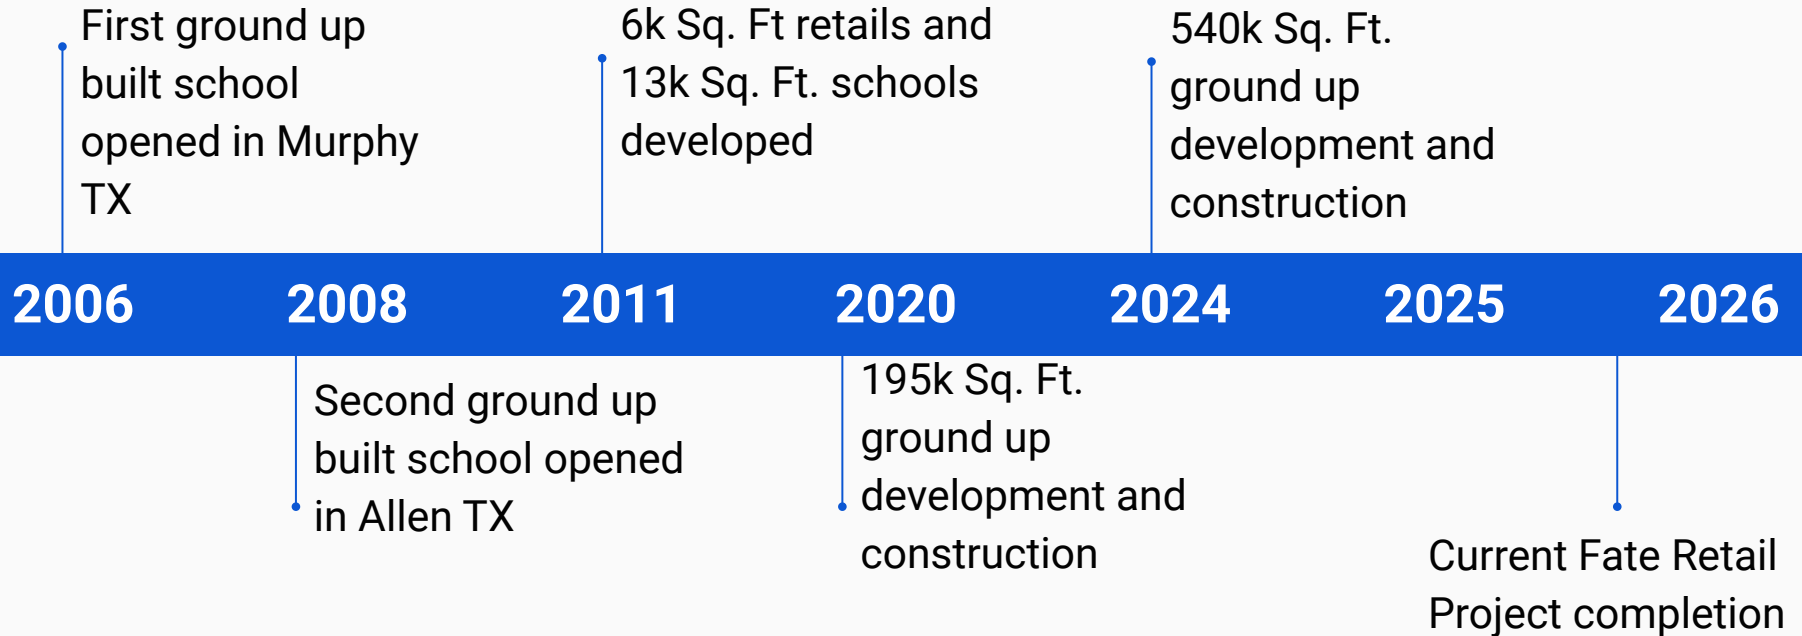 First ground up
built school
opened in Murphy
TX
6k Sq. Ft retails and
13k Sq. Ft. schools
developed
540k Sq. Ft.
ground up
development and
construction
2006 2008 2011 2020 2024 2025 2026
Second ground up
built school opened
in Allen TX
195k Sq. Ft.
ground up
development and
construction
Current Fate Retail
Project completion